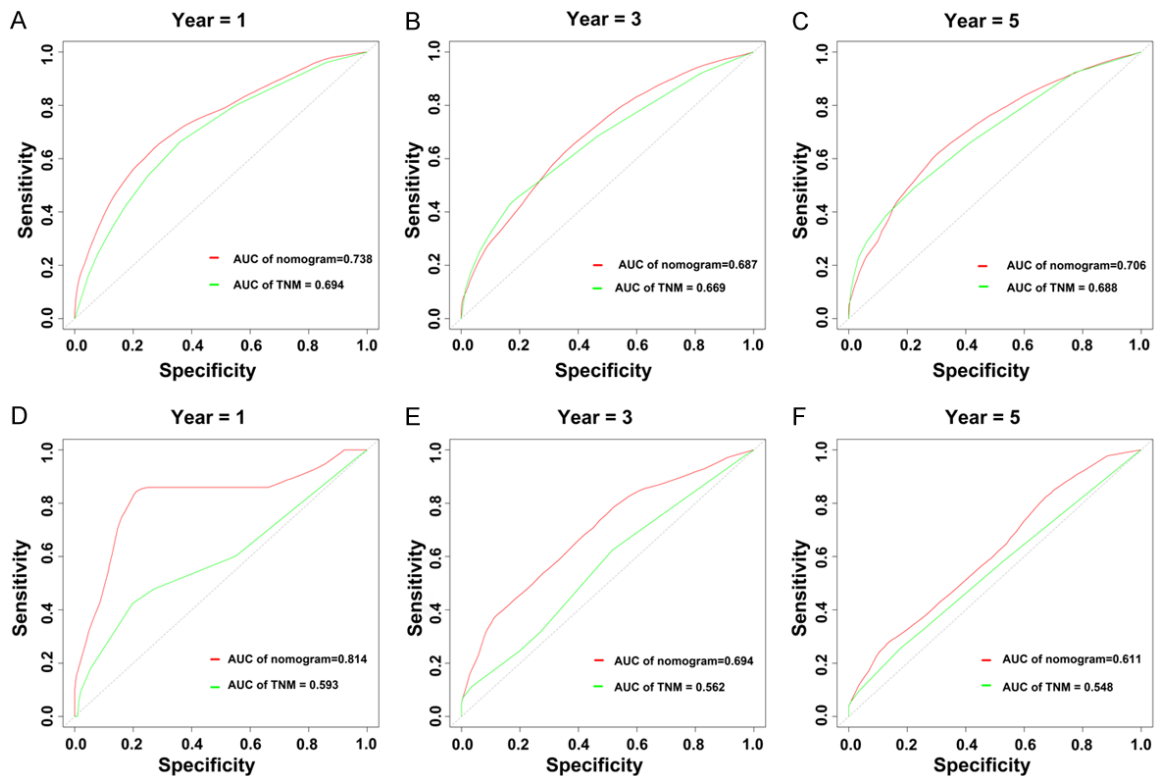 A
Year = 1
Sensitivity
1.0
0.8
0.6
0.4
0.2
0.0
AUC of nomogram=0.738
AUC of TNM = 0.694
0.0 0.2 0.4 0.6 0.8 1.0
Specificity
B
Year = 3
Sensitivity
1.0
0.8
0.6
0.4
0.2
0.0
AUC of nomogram=0.687
AUC of TNM = 0.669
0.0 0.2 0.4 0.6 0.8 1.0
Specificity
C
Year = 5
Sensitivity
1.0
0.8
0.6
0.4
0.2
0.0
AUC of nomogram=0.706
AUC of TNM = 0.688
0.0 0.2 0.4 0.6 0.8 1.0
Specificity
D
Year = 1
Sensitivity
1.0
0.8
0.6
0.4
0.2
0.0
AUC of nomogram=0.814
AUC of TNM = 0.593
0.0 0.2 0.4 0.6 0.8 1.0
Specificity
E
Year = 3
Sensitivity
1.0
0.8
0.6
0.4
0.2
0.0
AUC of nomogram=0.694
AUC of TNM = 0.562
0.0 0.2 0.4 0.6 0.8 1.0
Specificity
F
Year = 5
Sensitivity
1.0
0.8
0.6
0.4
0.2
0.0
AUC of nomogram=0.611
AUC of TNM = 0.548
0.0 0.2 0.4 0.6 0.8 1.0
Specificity